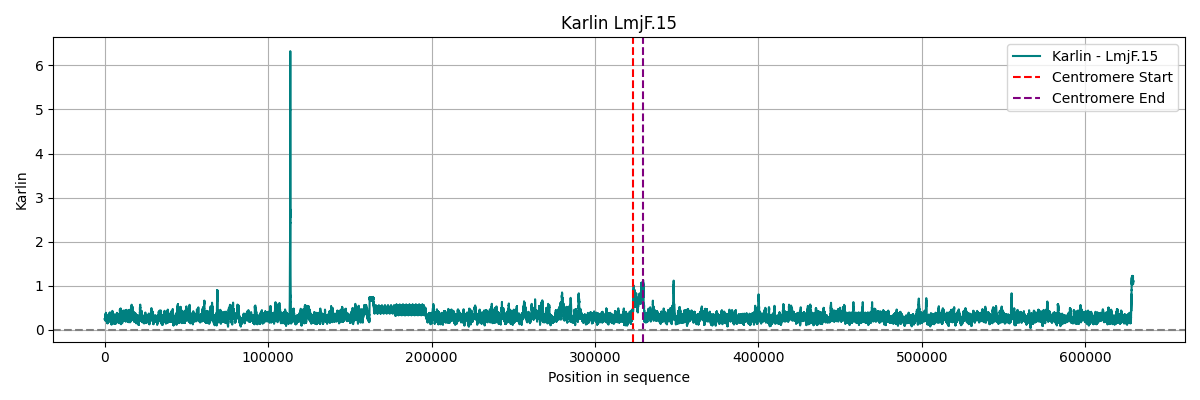 Karlin LmjF.15
Karlin - LmjF.15
Centromere Start
Centromere End
Karlin
6
5
4
3
2
1
0
0 100000 200000 300000 400000 500000 600000
Position in sequence